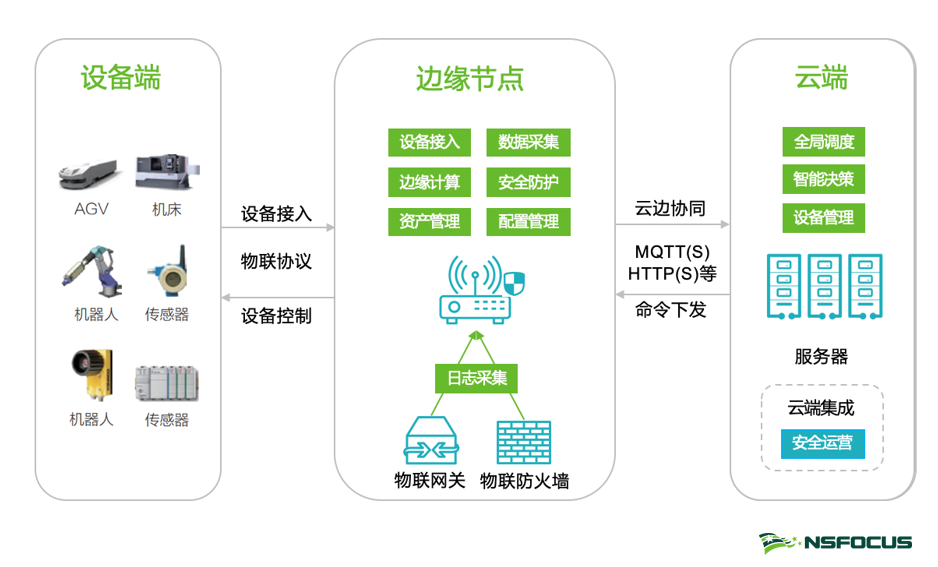 设备端
AGV
机床
机器人
传感器
机器人
传感器
设备接入
物联协议
设备控制
边缘节点
设备接入
数据采集
边缘计算
安全防护
资产管理
配置管理
日志采集
物联网关
物联防火墙
云边协同
MQTT(S)
HTTP(S)等
命令下发
云端
全局调度
智能决策
设备管理
服务器
云端集成
安全运营
NSFOCUS